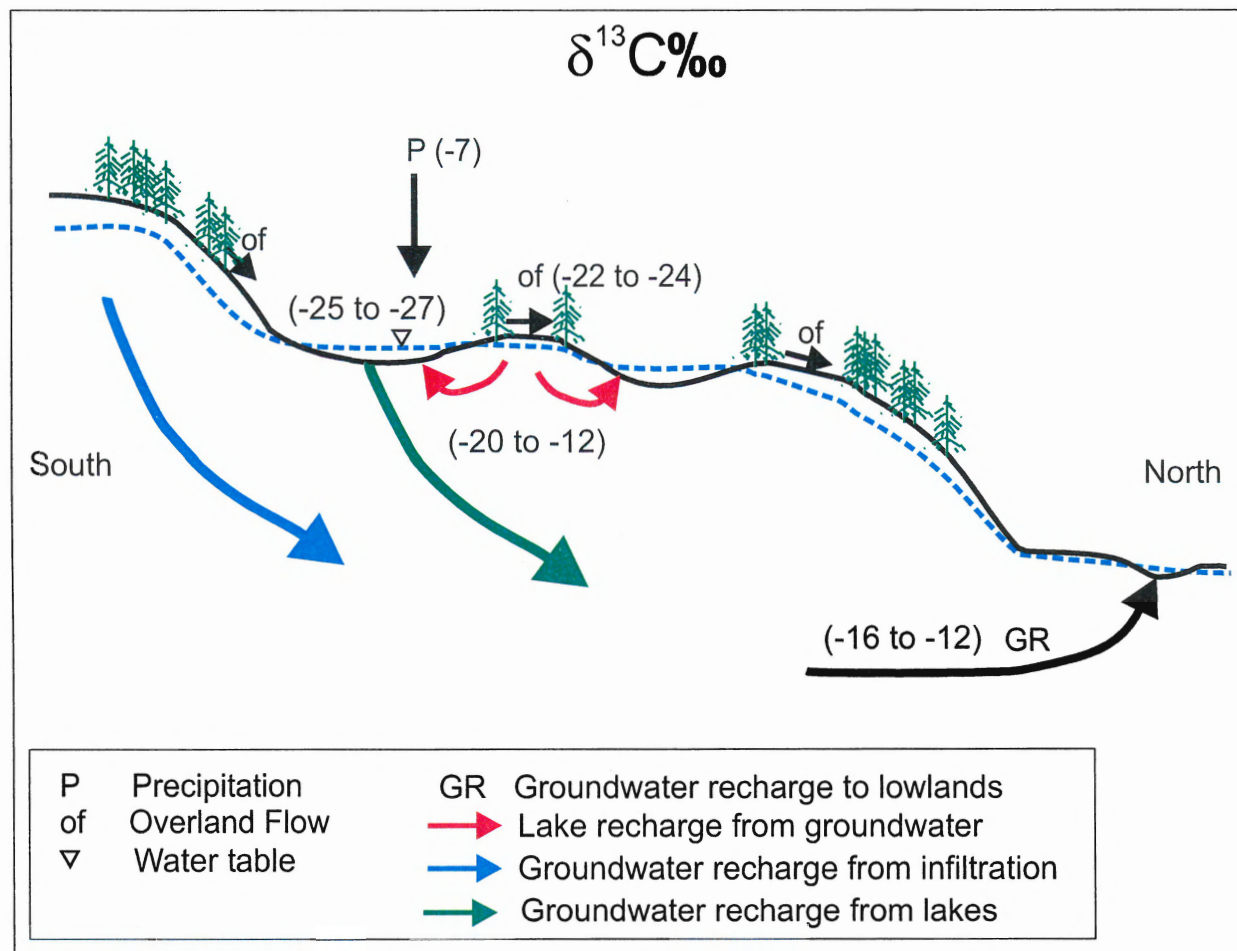 δ¹³C‰
P (-7)
of
of (-22 to -24)
(-25 to -27)
of
(-20 to -12)
South
North
(-16 to -12) GR
P Precipitation
of Overland Flow
▽ Water table
GR Groundwater recharge to lowlands
Lake recharge from groundwater
Groundwater recharge from infiltration
Groundwater recharge from lakes